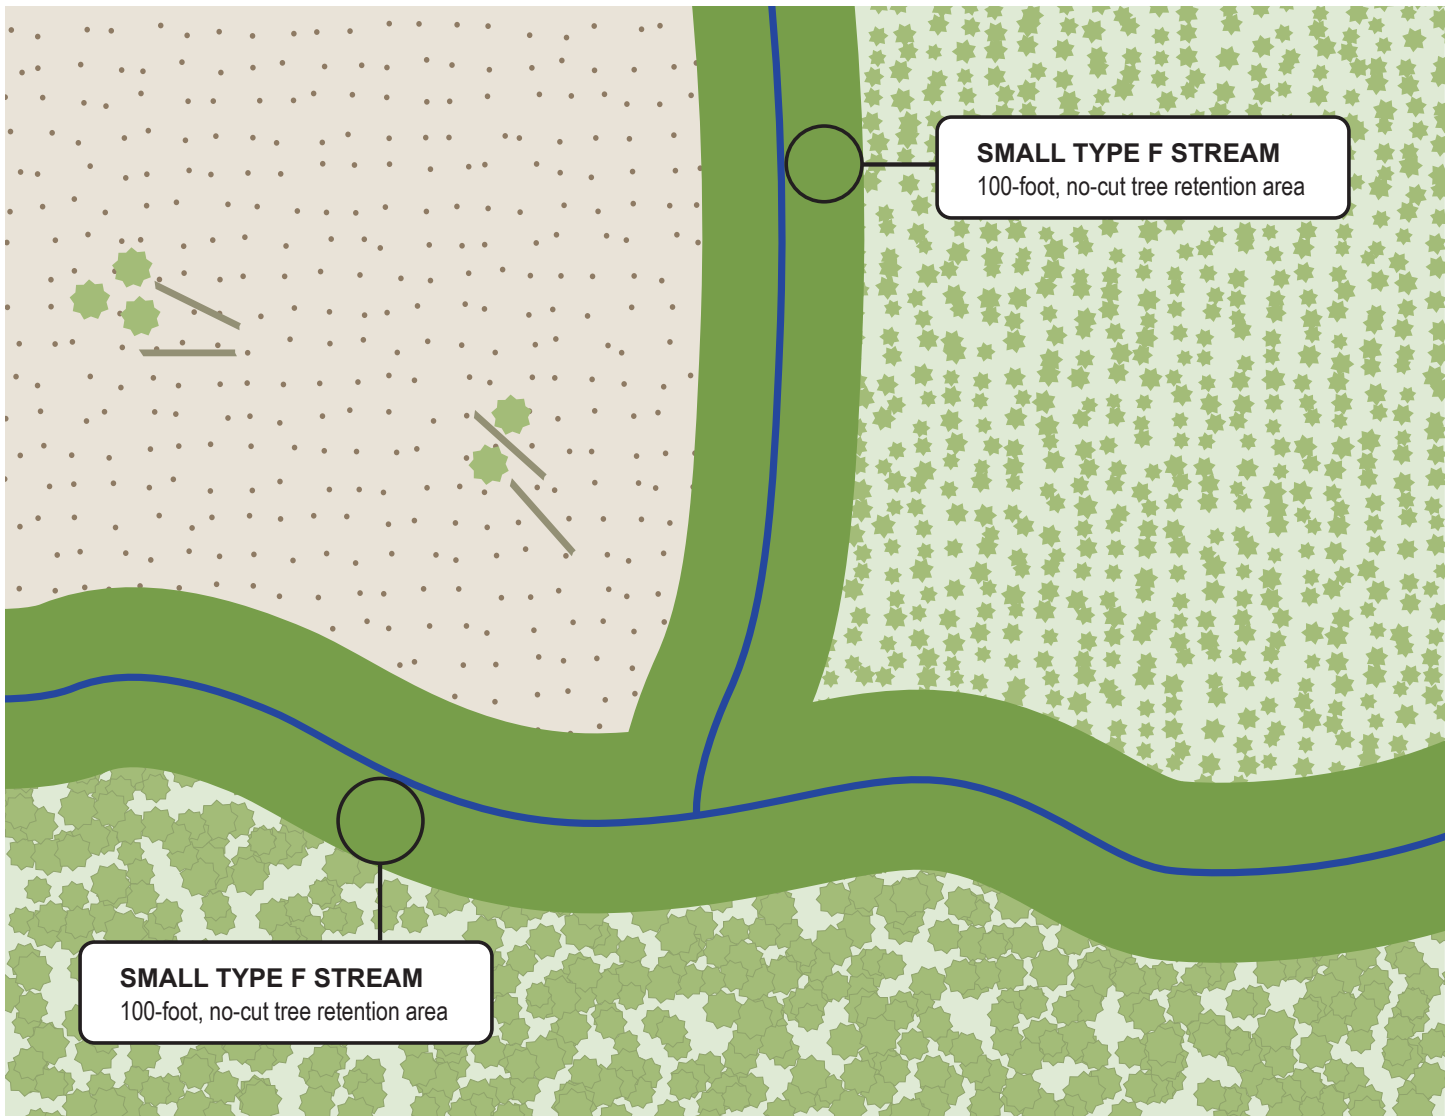 SMALL TYPE F STREAM
100-foot, no-cut tree retention area
SMALL TYPE F STREAM
100-foot, no-cut tree retention area